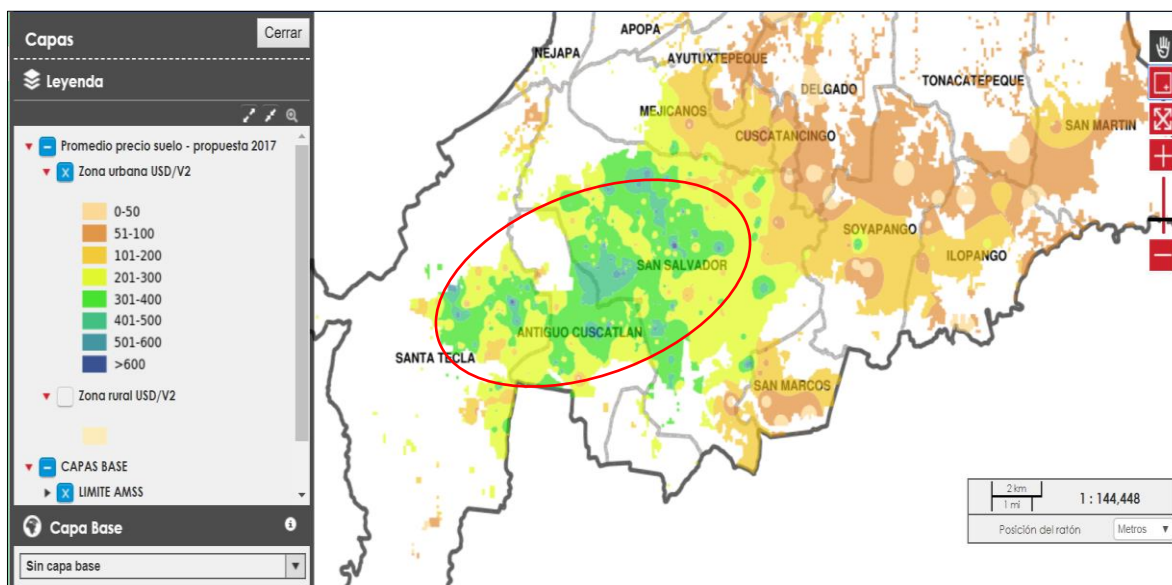 Capas
Cerrar
Leyenda
Promedio precio suelo - propuesta 2017
Zona urbana USD/V2
0-50
51-100
101-200
201-300
301-400
401-500
501-600
>600
Zona rural USD/V2
CAPAS BASE
LIMITE AMSS
Capa Base
Sin capa base
APOPA
NEJAPA
AYUTUXTEPEQUE
TONACATEPEQUE
DELGADO
MEJICANOS
SAN MARTIN
CUSCATANCINGO
SOYAPANGO
ILOPANGO
SAN SALVADOR
ANTIGUO CUSCATLAN
SANTA TECLA
SAN MARCOS
2 km
1 mi
1 : 144,448
Posición del ratón
Metros